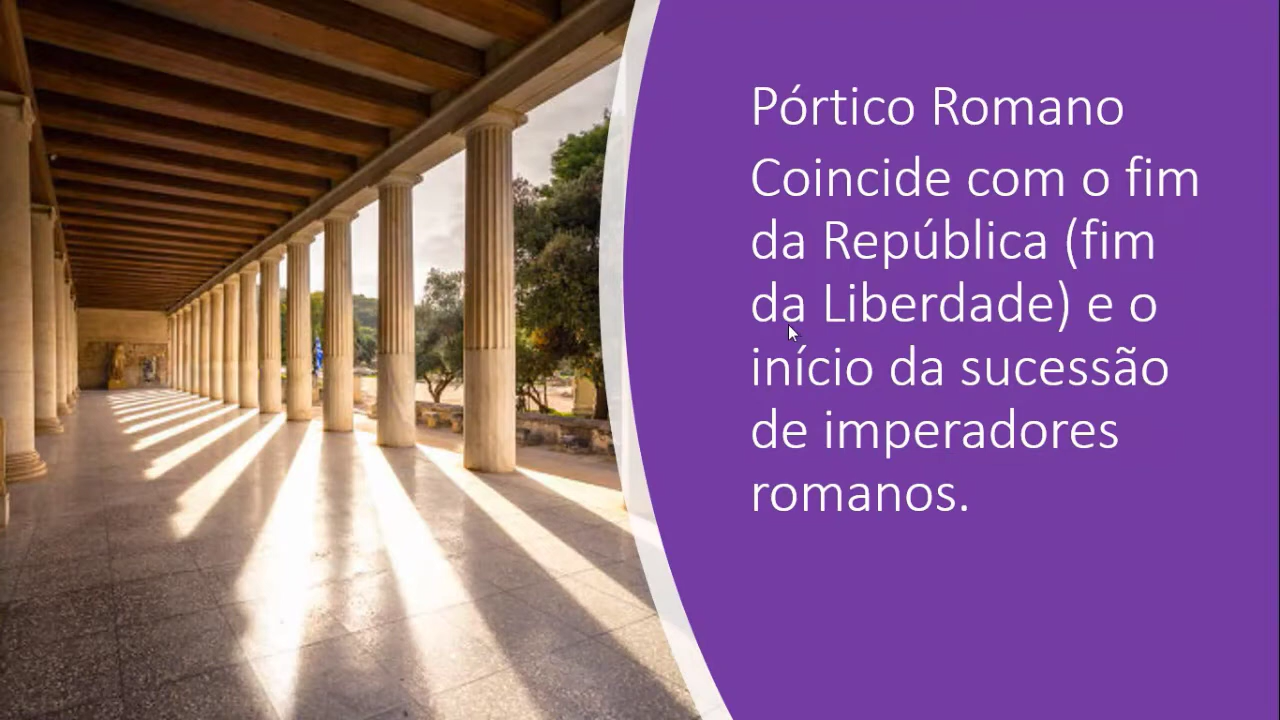 Pórtico Romano
Coincide com o fim
da República (fim
da Liberdade) e o
início da sucessão
de imperadores
romanos.